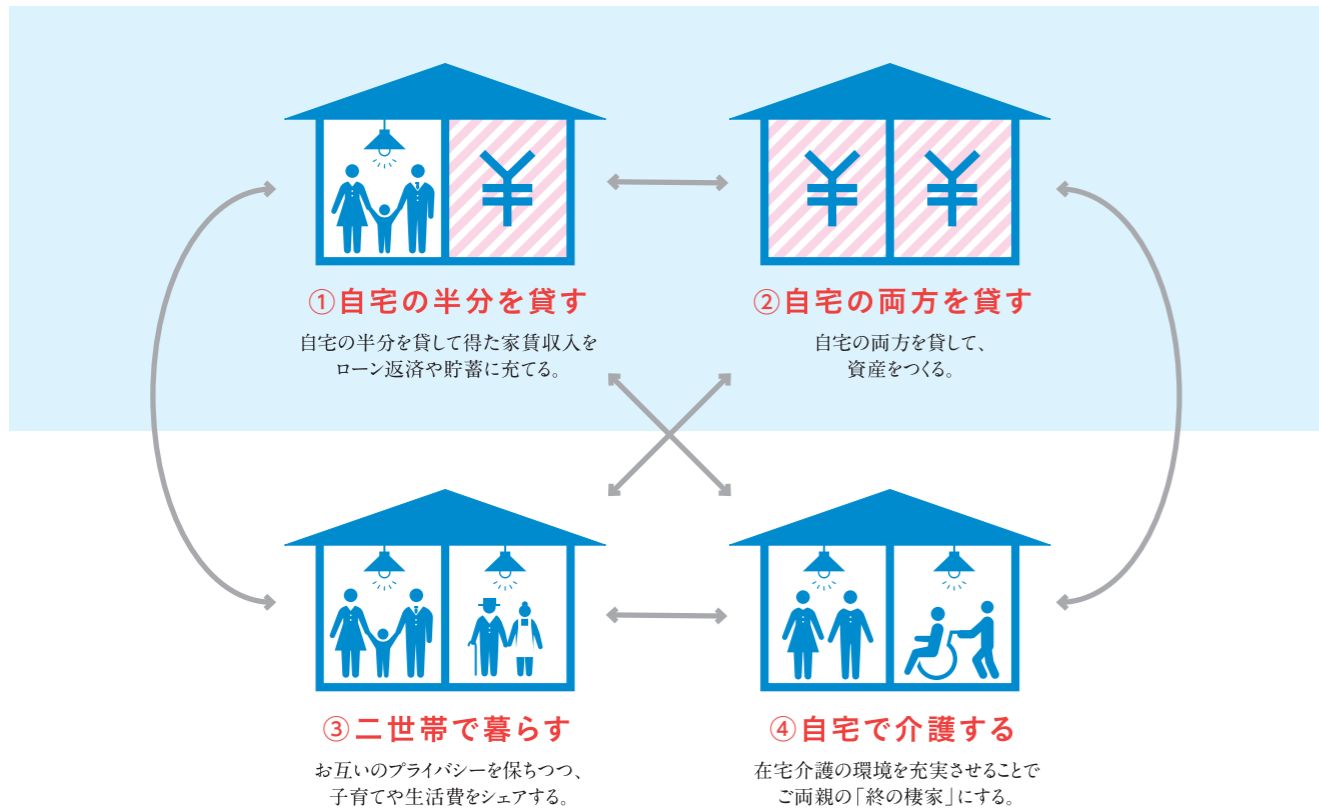 ¥
¥ ¥
①自宅の半分を貸す
自宅の半分を貸して得た家賃収入を
ローン返済や貯蓄に充てる。
②自宅の両方を貸す
自宅の両方を貸して、
資産をつくる。
③二世帯で暮らす
お互いのプライバシーを保ちつつ、
子育てや生活費をシェアする。
④自宅で介護する
在宅介護の環境を充実させることで
ご両親の「終の棲家」にする。